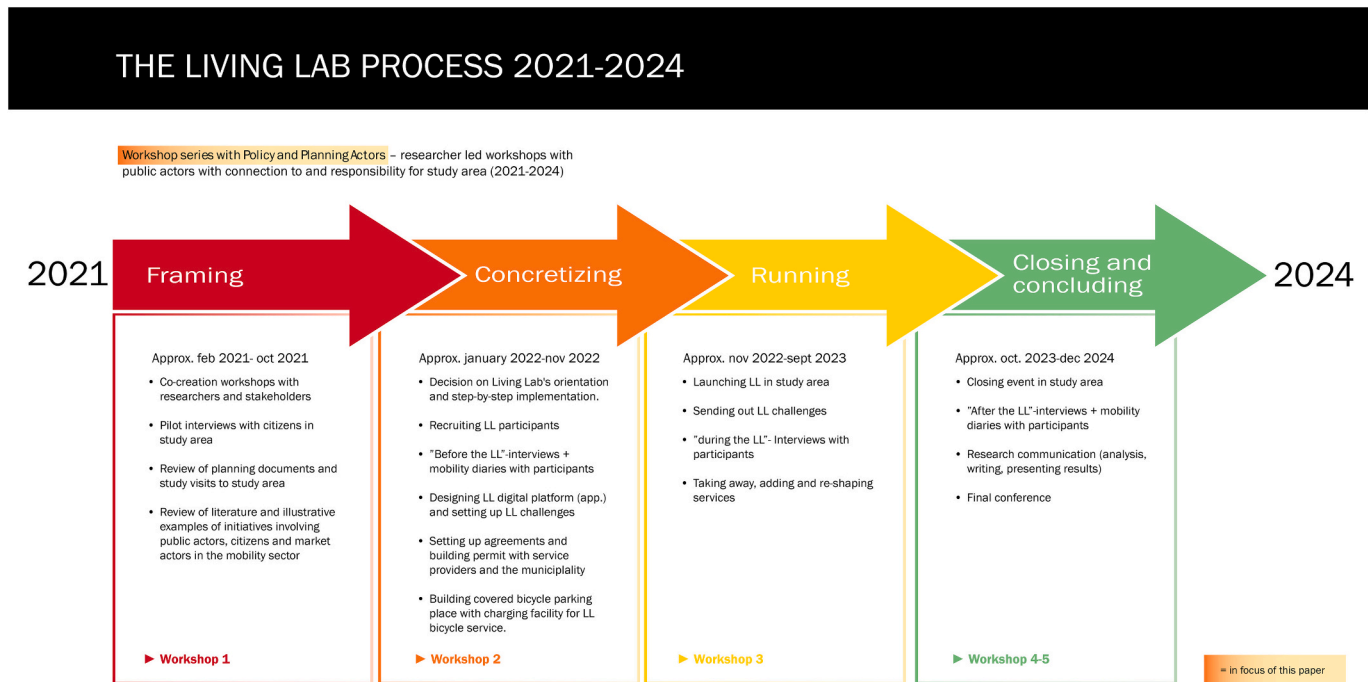 THE LIVING LAB PROCESS 2021-2024
Workshop series with Policy and Planning Actors – researcher led workshops with
public actors with connection to and responsibility for study area (2021-2024)
2021
Framing
Concretizing
Running
Closing and
concluding
2024
Approx. feb 2021- oct 2021
• Co-creation workshops with
researchers and stakeholders
• Pilot interviews with citizens in
study area
• Review of planning documents and
study visits to study area
• Review of literature and illustrative
examples of initiatives involving
public actors, citizens and market
actors in the mobility sector
► Workshop 1
Approx. january 2022-nov 2022
• Decision on Living Lab's orientation
and step-by-step implementation.
• Recruiting LL participants
• "Before the LL"-interviews +
mobility diaries with participants
• Designing LL digital platform (app.)
and setting up LL challenges
• Setting up agreements and
building permit with service
providers and the municiplality
• Building covered bicycle parking
place with charging facility for LL
bicycle service.
► Workshop 2
Approx. nov 2022-sept 2023
• Launching LL in study area
• Sending out LL challenges
• "during the LL"- Interviews with
participants
• Taking away, adding and re-shaping
services
► Workshop 3
Approx. oct. 2023-dec 2024
• Closing event in study area
• "After the LL"-interviews + mobility
diaries with participants
• Research communication (analysis,
writing, presenting results)
• Final conference
► Workshop 4-5
= in focus of this paper